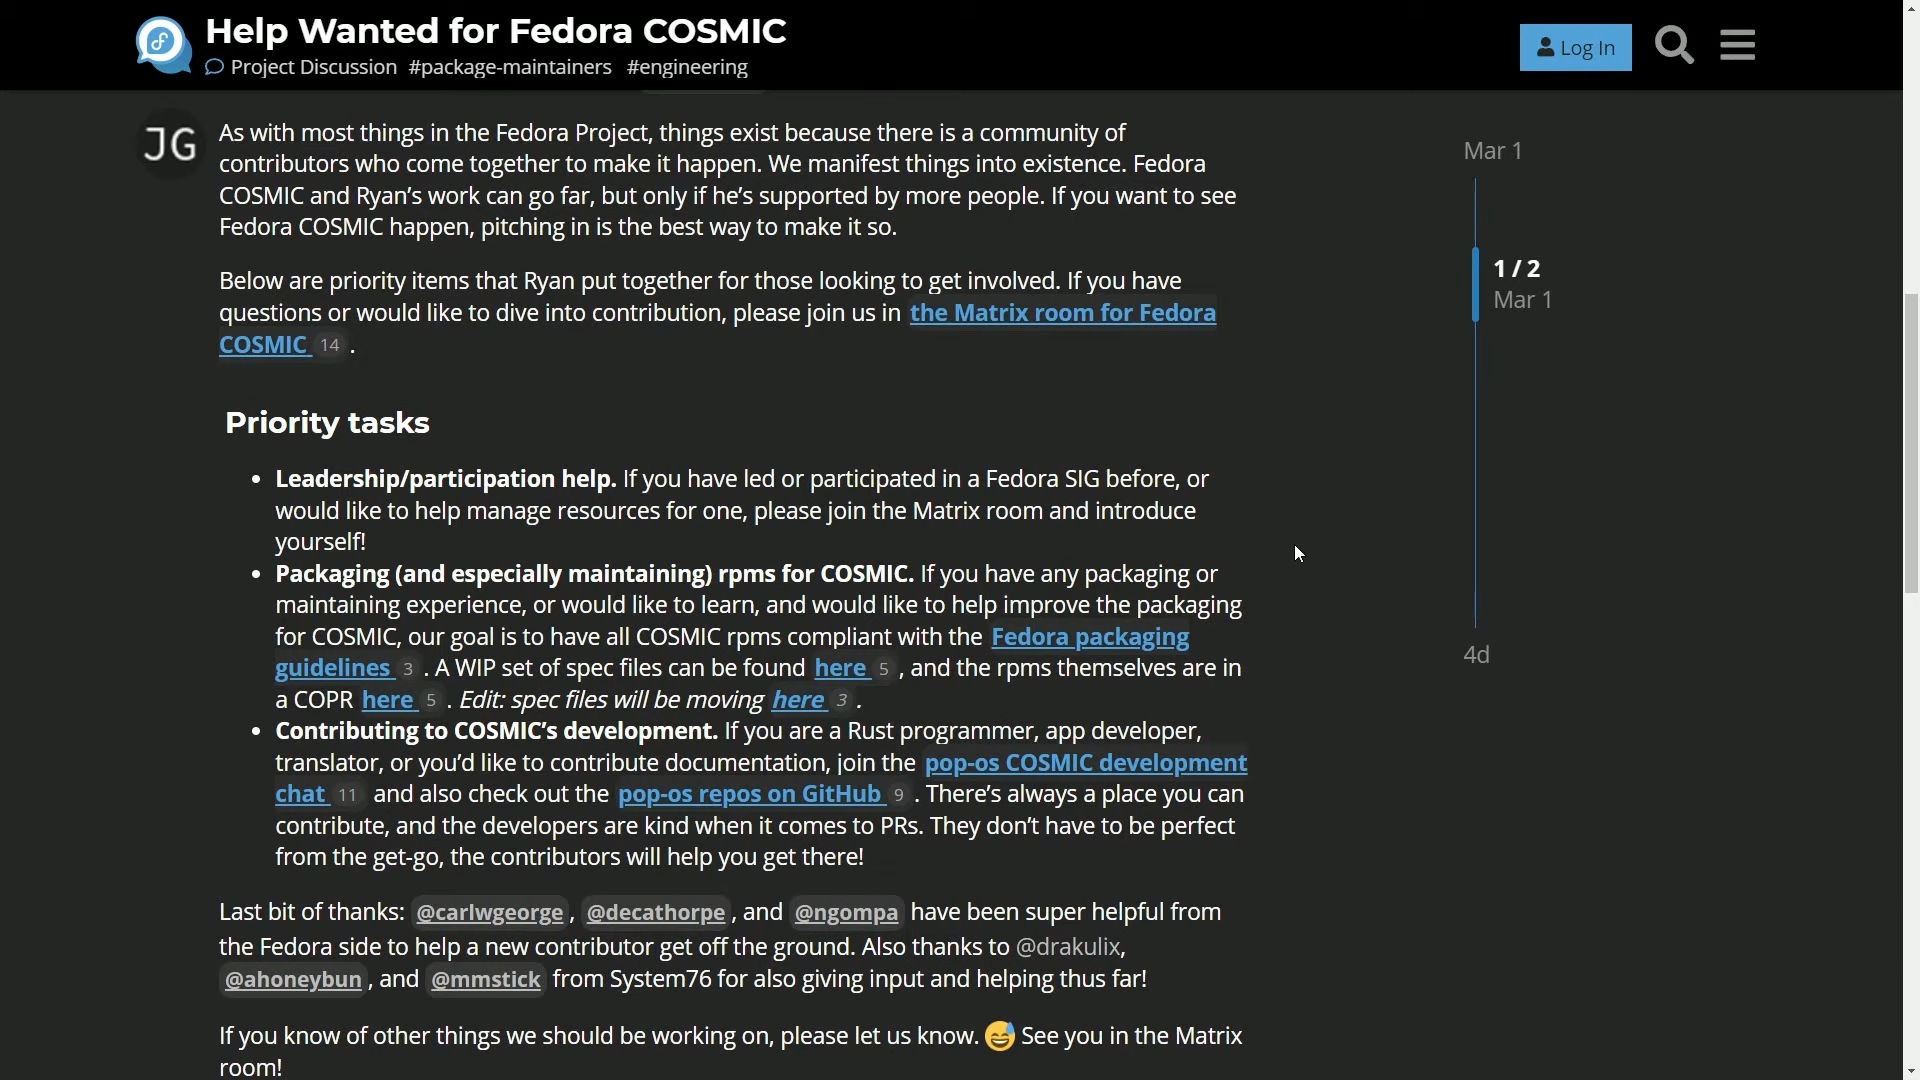 Help Wanted for Fedora COSMIC
Project Discussion #package-maintainers #engineering
Log In
JG
As with most things in the Fedora Project, things exist because there is a community of
contributors who come together to make it happen. We manifest things into existence. Fedora
COSMIC and Ryan's work can go far, but only if he's supported by more people. If you want to see
Fedora COSMIC happen, pitching in is the best way to make it so.
Below are priority items that Ryan put together for those looking to get involved. If you have
questions or would like to dive into contribution, please join us in the Matrix room for Fedora
COSMIC 14 .
Priority tasks
• Leadership/participation help. If you have led or participated in a Fedora SIG before, or
would like to help manage resources for one, please join the Matrix room and introduce
yourself!
• Packaging (and especially maintaining) rpms for COSMIC. If you have any packaging or
maintaining experience, or would like to learn, and would like to help improve the packaging
for COSMIC, our goal is to have all COSMIC rpms compliant with the Fedora packaging
guidelines 3 . A WIP set of spec files can be found here 5 , and the rpms themselves are in
a COPR here 5 . Edit: spec files will be moving here 3 .
• Contributing to COSMIC's development. If you are a Rust programmer, app developer,
translator, or you'd like to contribute documentation, join the pop-os COSMIC development
chat 11 and also check out the pop-os repos on GitHub 9 . There's always a place you can
contribute, and the developers are kind when it comes to PRs. They don't have to be perfect
from the get-go, the contributors will help you get there!
Last bit of thanks: @carlwgeorge , @decathorpe , and @ngompa have been super helpful from
the Fedora side to help a new contributor get off the ground. Also thanks to @drakulix,
@ahoneybun , and @mmstick from System76 for also giving input and helping thus far!
If you know of other things we should be working on, please let us know. 😅 See you in the Matrix
room!
Mar 1
1 / 2
Mar 1
4d